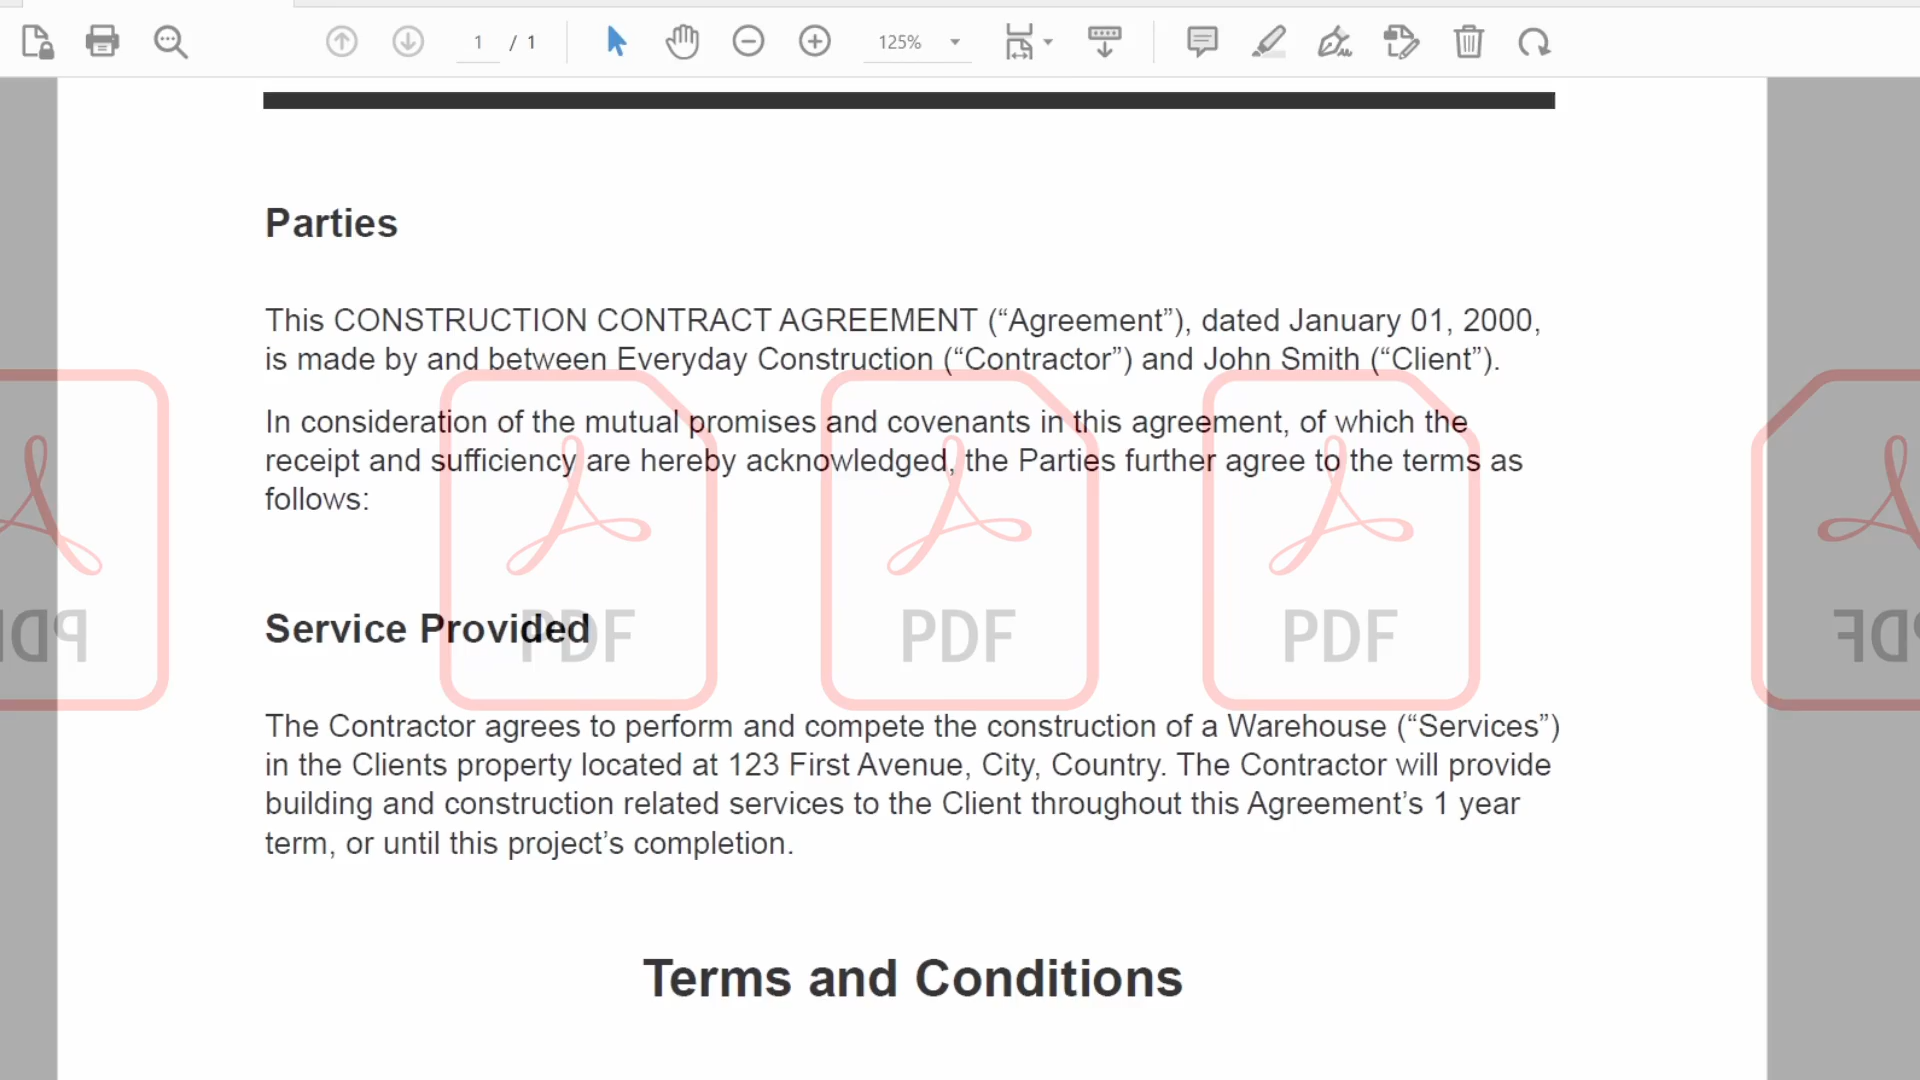 1 / 1
125%
Parties
This CONSTRUCTION CONTRACT AGREEMENT (“Agreement”), dated January 01, 2000,
is made by and between Everyday Construction (“Contractor”) and John Smith (“Client”).
In consideration of the mutual promises and covenants in this agreement, of which the
receipt and sufficiency are hereby acknowledged, the Parties further agree to the terms as
follows:
PDF PDF PDF PDF PDF
Service Provided
The Contractor agrees to perform and compete the construction of a Warehouse (“Services”)
in the Clients property located at 123 First Avenue, City, Country. The Contractor will provide
building and construction related services to the Client throughout this Agreement’s 1 year
term, or until this project’s completion.
Terms and Conditions